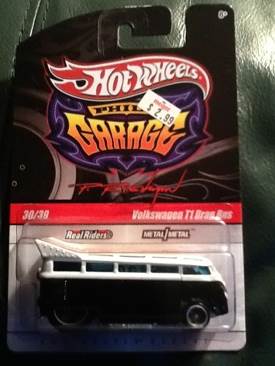 Hot Wheels
PHIL'S
$2.99
GARAGE
30/39
Volkswagen T1 Drag Bus
Real Riders
METAL/METAL